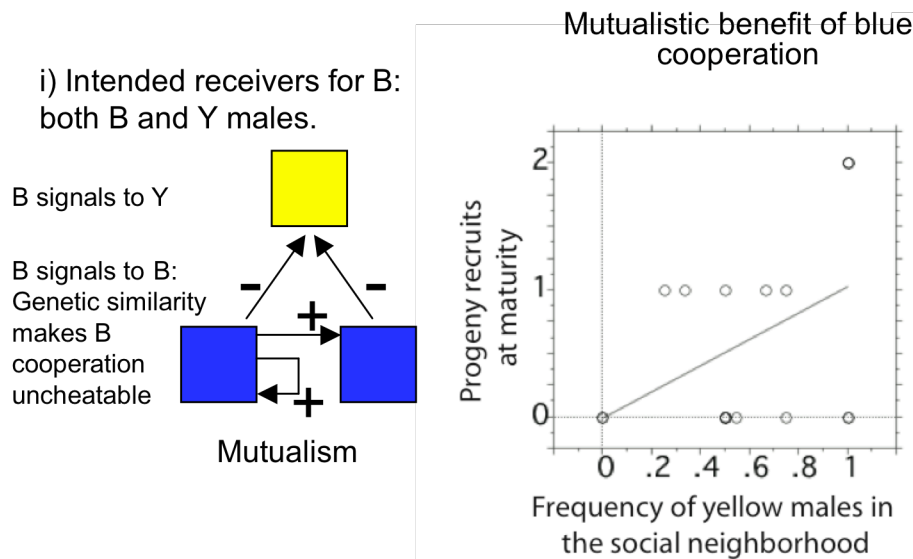 Mutualistic benefit of blue
cooperation
i) Intended receivers for B:
both B and Y males.
B signals to Y
B signals to B:
Genetic similarity
makes B
cooperation
uncheatable
- -
+
+
Mutualism
Progeny recruits
at maturity
2
1
0
0 .2 .4 .6 .8 1
Frequency of yellow males in
the social neighborhood